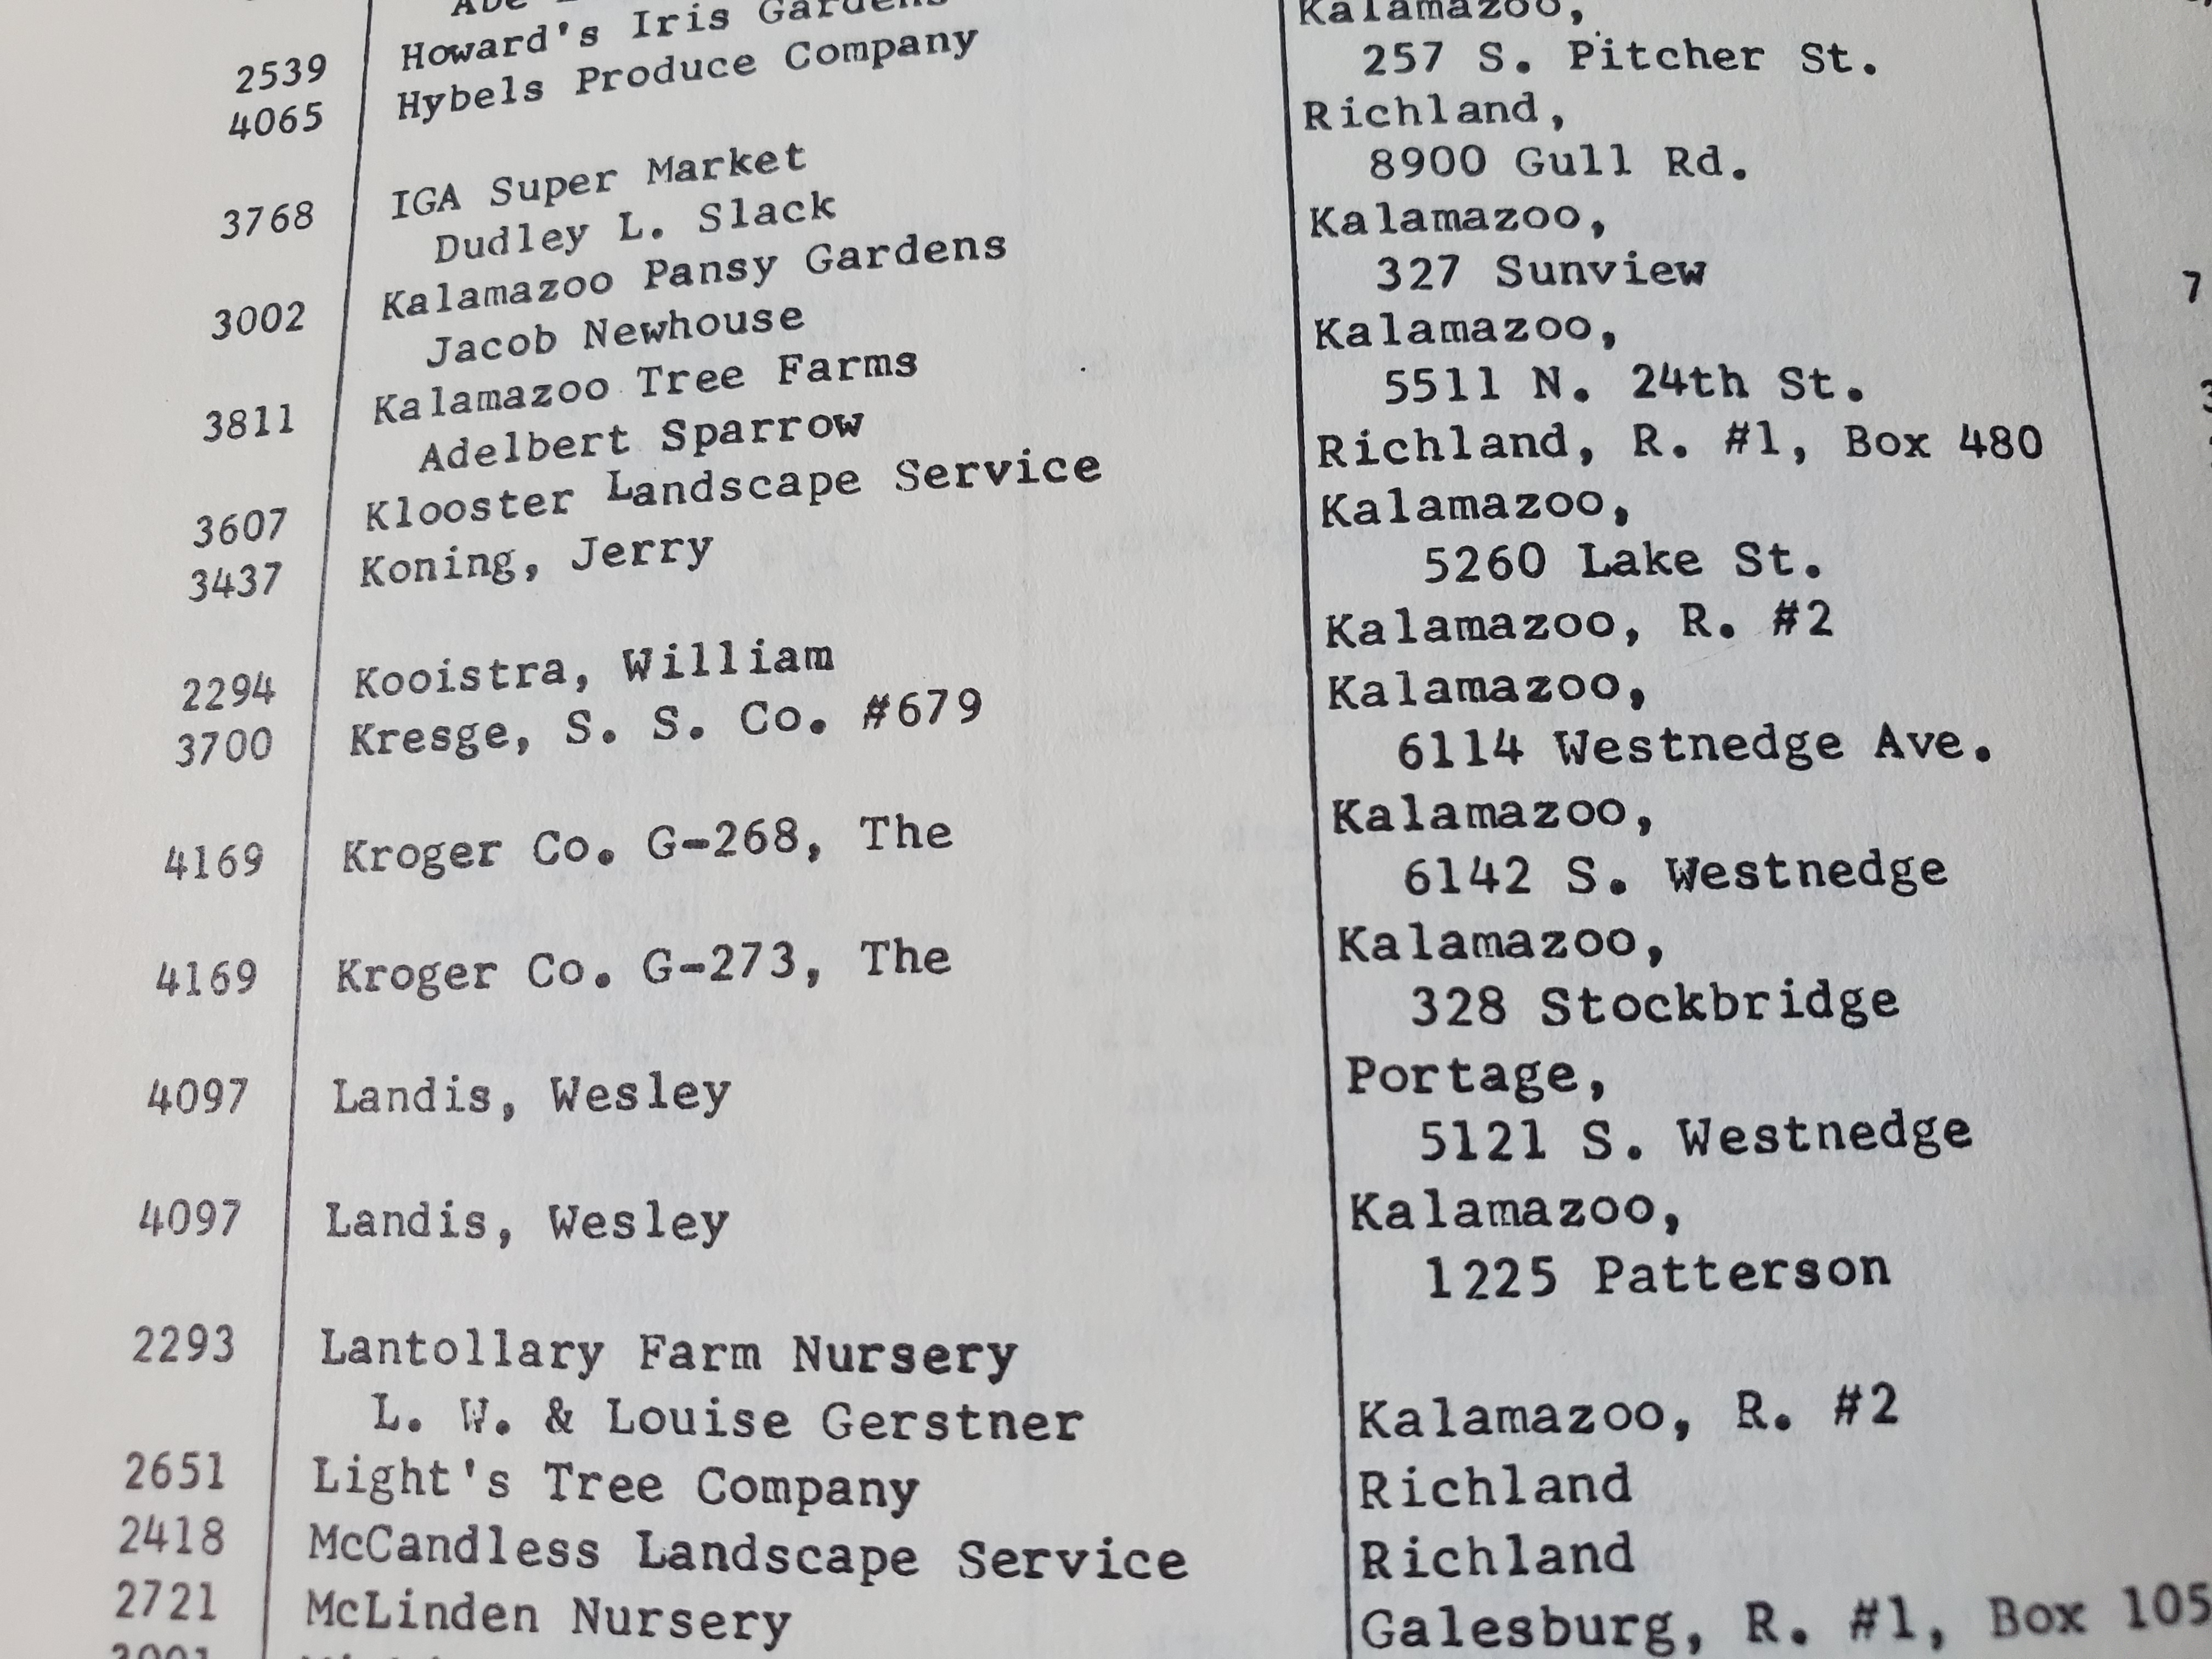 Howard's Iris Gardens
Kalamazoo,
2539 Hybels Produce Company
257 S. Pitcher St.
4065
Richland,
IGA Super Market
8900 Gull Rd.
3768 Dudley L. Slack
Kalamazoo,
Kalamazoo Pansy Gardens
327 Sunview
7
3002 Jacob Newhouse
Kalamazoo,
Kalamazoo Tree Farms
5511 N. 24th St.
3811 Adelbert Sparrow
Richland, R. #1, Box 480
3607 Klooster Landscape Service
Kalamazoo,
3437 Koning, Jerry
5260 Lake St.
2294 Kooistra, William
Kalamazoo, R. #2
3700 Kresge, S. S. Co. #679
Kalamazoo,
6114 Westnedge Ave.
4169 Kroger Co. G-268, The
Kalamazoo,
6142 S. Westnedge
4169 Kroger Co. G-273, The
Kalamazoo,
328 Stockbridge
4097 Landis, Wesley
Portage,
5121 S. Westnedge
4097 Landis, Wesley
Kalamazoo,
1225 Patterson
2293 Lantollary Farm Nursery
L. W. & Louise Gerstner
Kalamazoo, R. #2
2651 Light's Tree Company
Richland
2418 McCandless Landscape Service
Richland
2721 McLinden Nursery
Galesburg, R. #1, Box 105